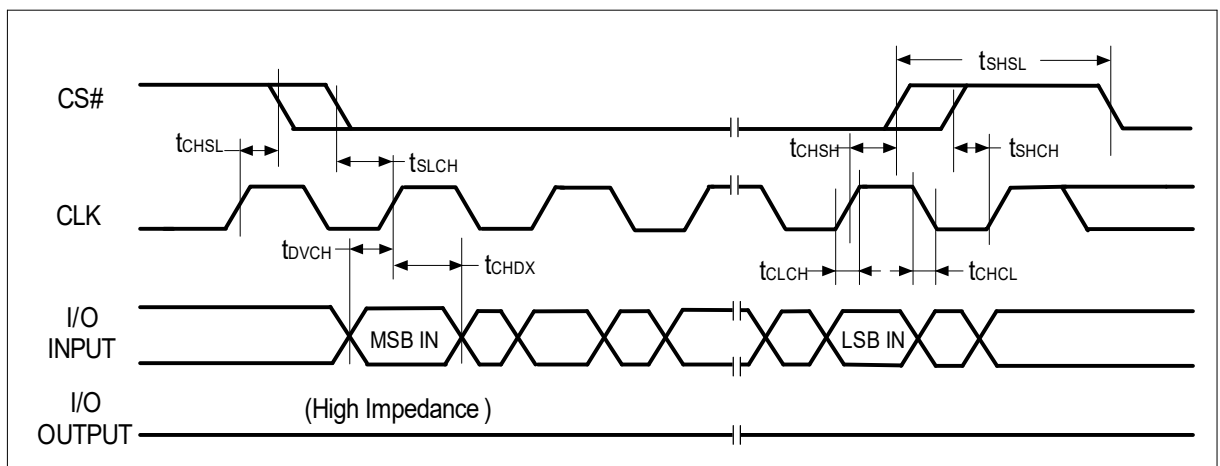 tSHSL
CS#
tCHSL
tSLCH
tCHSH
tSHCH
CLK
tDVCH
tCHDX
tCLCH
tCHCL
I/O
INPUT
MSB IN
LSB IN
I/O
OUTPUT
(High Impedance )